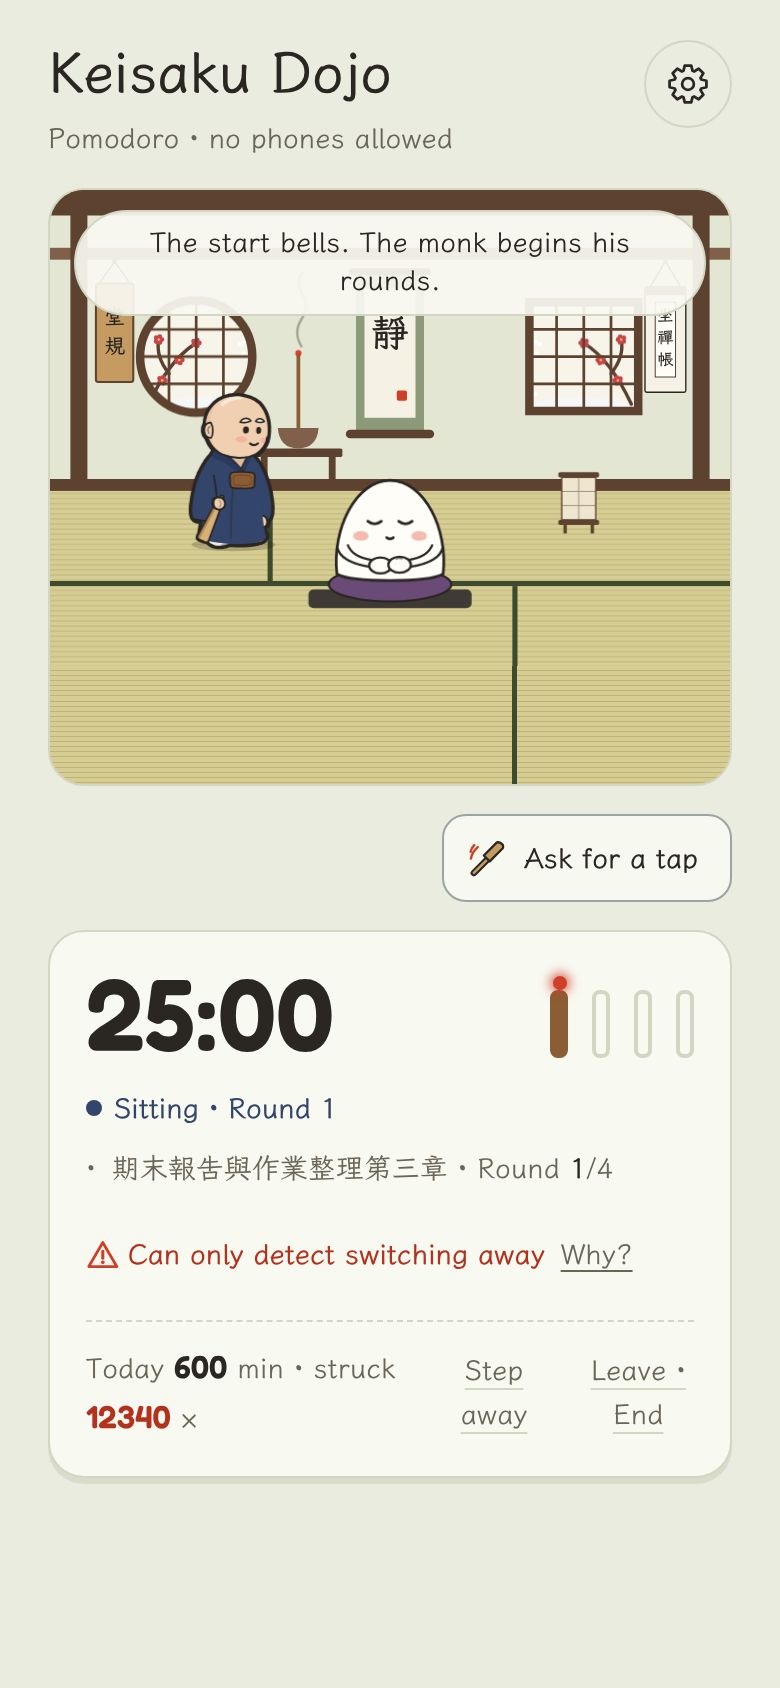 Keisaku Dojo
Pomodoro • no phones allowed
The start bells. The monk begins his
rounds.
堂規
靜
坐禪帳
Ask for a tap
25:00
Sitting • Round 1
• 期末報告與作業整理第三章 • Round 1/4
Can only detect switching away Why?
Today 600 min • struck
12340 ×
Step
away
Leave •
End